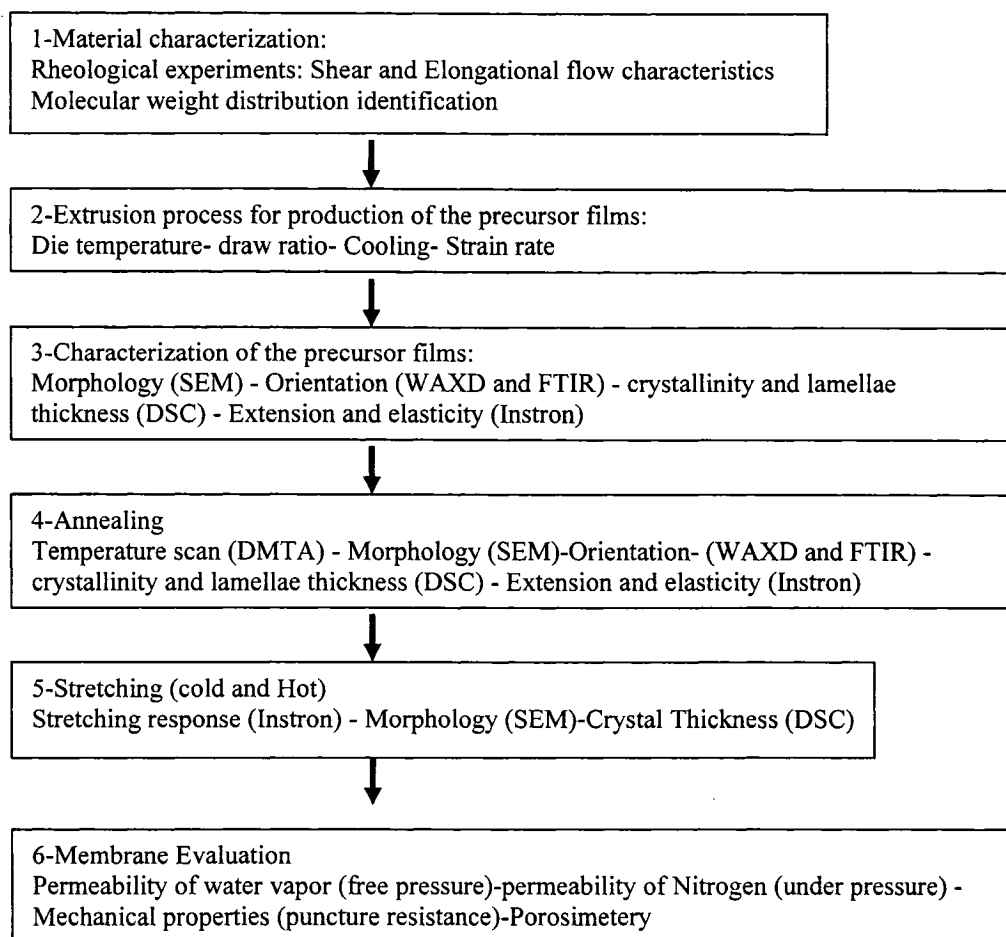 1-Material characterization:
Rheological experiments: Shear and Elongational flow characteristics
Molecular weight distribution identification
2-Extrusion process for production of the precursor films:
Die temperature- draw ratio- Cooling- Strain rate
3-Characterization of the precursor films:
Morphology (SEM) - Orientation (WAXD and FTIR) - crystallinity and lamellae
thickness (DSC) - Extension and elasticity (Instron)
4-Annealing
Temperature scan (DMTA) - Morphology (SEM)-Orientation- (WAXD and FTIR) -
crystallinity and lamellae thickness (DSC) - Extension and elasticity (Instron)
5-Stretching (cold and Hot)
Stretching response (Instron) - Morphology (SEM)-Crystal Thickness (DSC)
6-Membrane Evaluation
Permeability of water vapor (free pressure)-permeability of Nitrogen (under pressure) -
Mechanical properties (puncture resistance)-Porosimetery